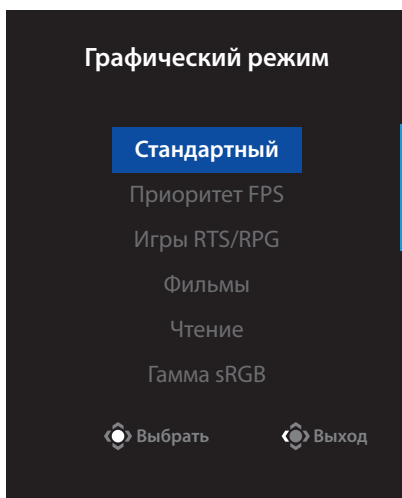 Графический режим
Стандартный
Приоритет FPS
Игры RTS/RPG
Фильмы
Чтение
Гамма sRGB
Выбрать Выход